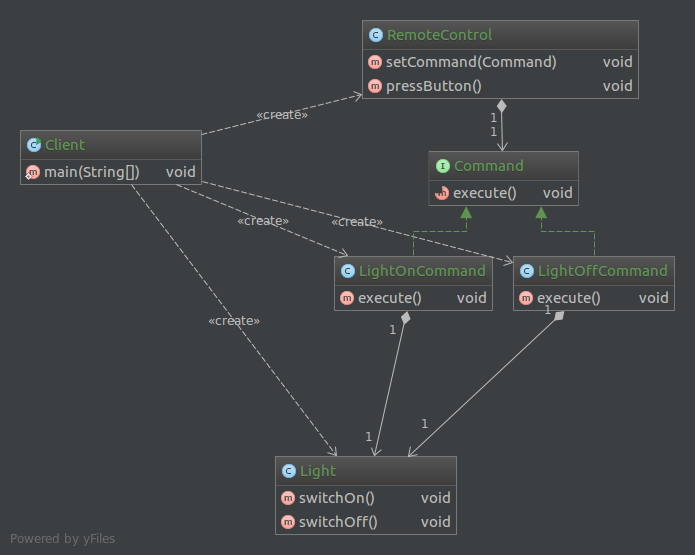 C RemoteControl
m setCommand(Command) void
m pressButton()  void
«create»
1
1
C Client
m main(String[]) void
I Command
m execute() void
«create»
«create»
C LightOnCommand
m execute() void
C LightOffCommand
m execute() void
1
1
«create»
1
1
C Light
m switchOn() void
m switchOff() void
Powered by yFiles